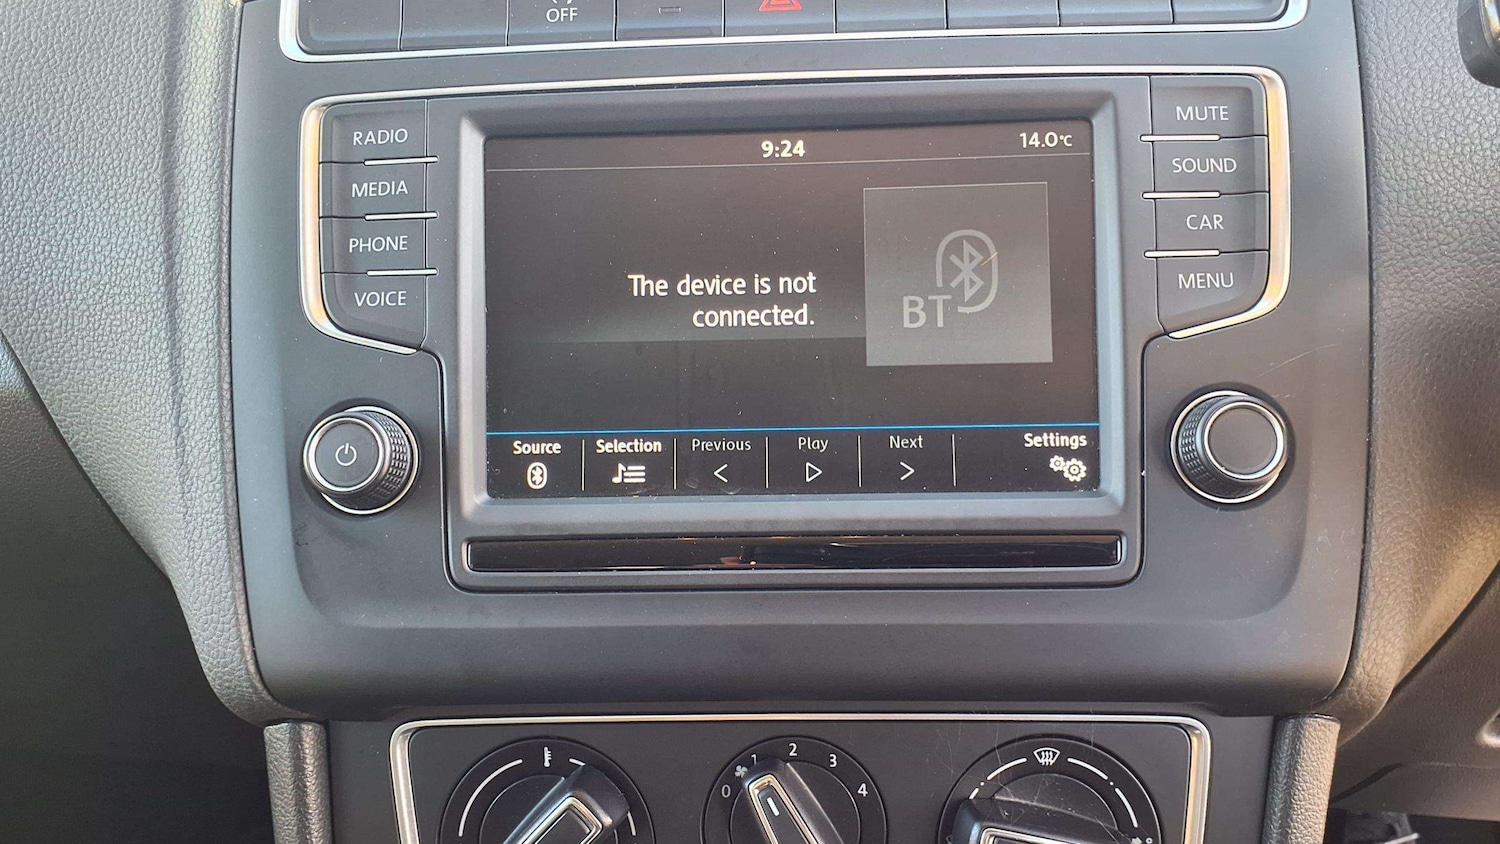 OFF
RADIO
MEDIA
PHONE
VOICE
9:24
14.0°C
The device is not
connected.
BT
Source
Selection
Previous
Play
Next
Settings
MUTE
SOUND
CAR
MENU
0
1
2
3
4